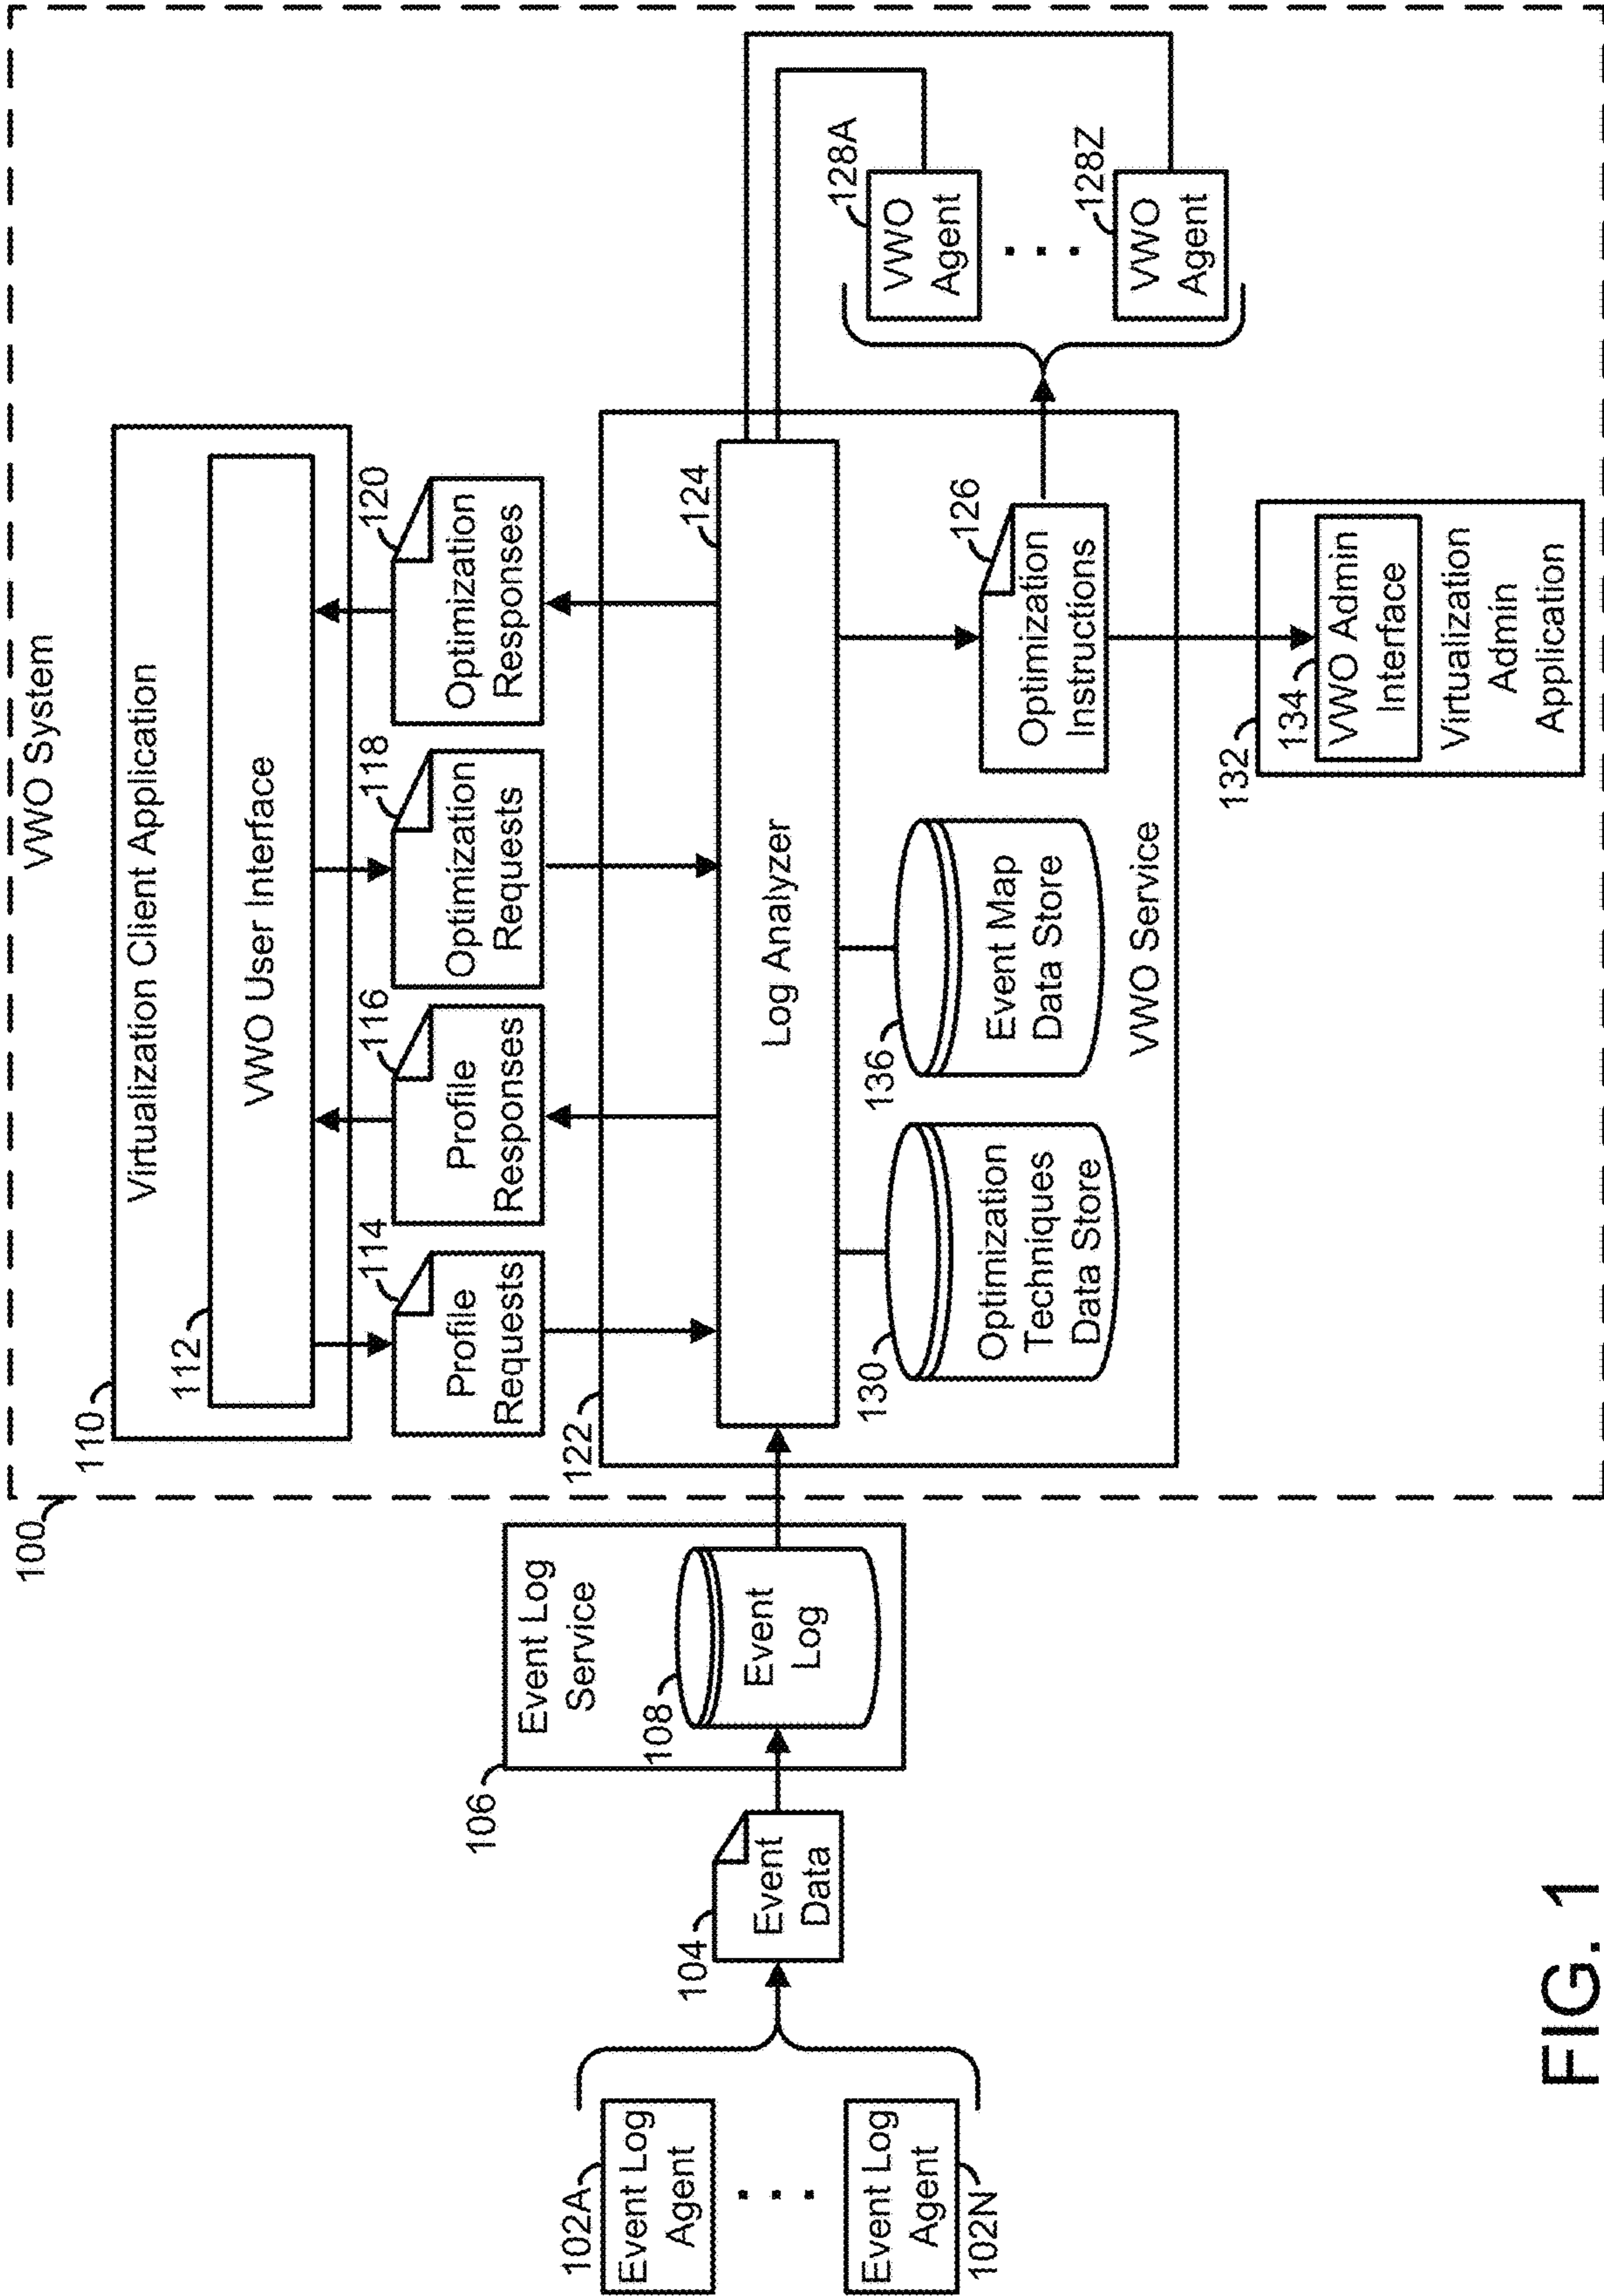 100
VWO System
110
Virtualization Client Application
112
VWO User Interface
114
Profile
Requests
116
Profile
Responses
118
Optimization
Requests
120
Optimization
Responses
102A
Event Log
Agent
Event Log
Agent
102N
104
Event
Data
106
Event Log
Service
108
Event
Log
122
124
Log Analyzer
130
Optimization
Techniques
Data Store
136
Event Map
Data Store
126
Optimization
Instructions
VWO Service
128A
VWO
Agent
128Z
VWO
Agent
132
134
VWO Admin
Interface
Virtualization
Admin
Application
FIG. 1